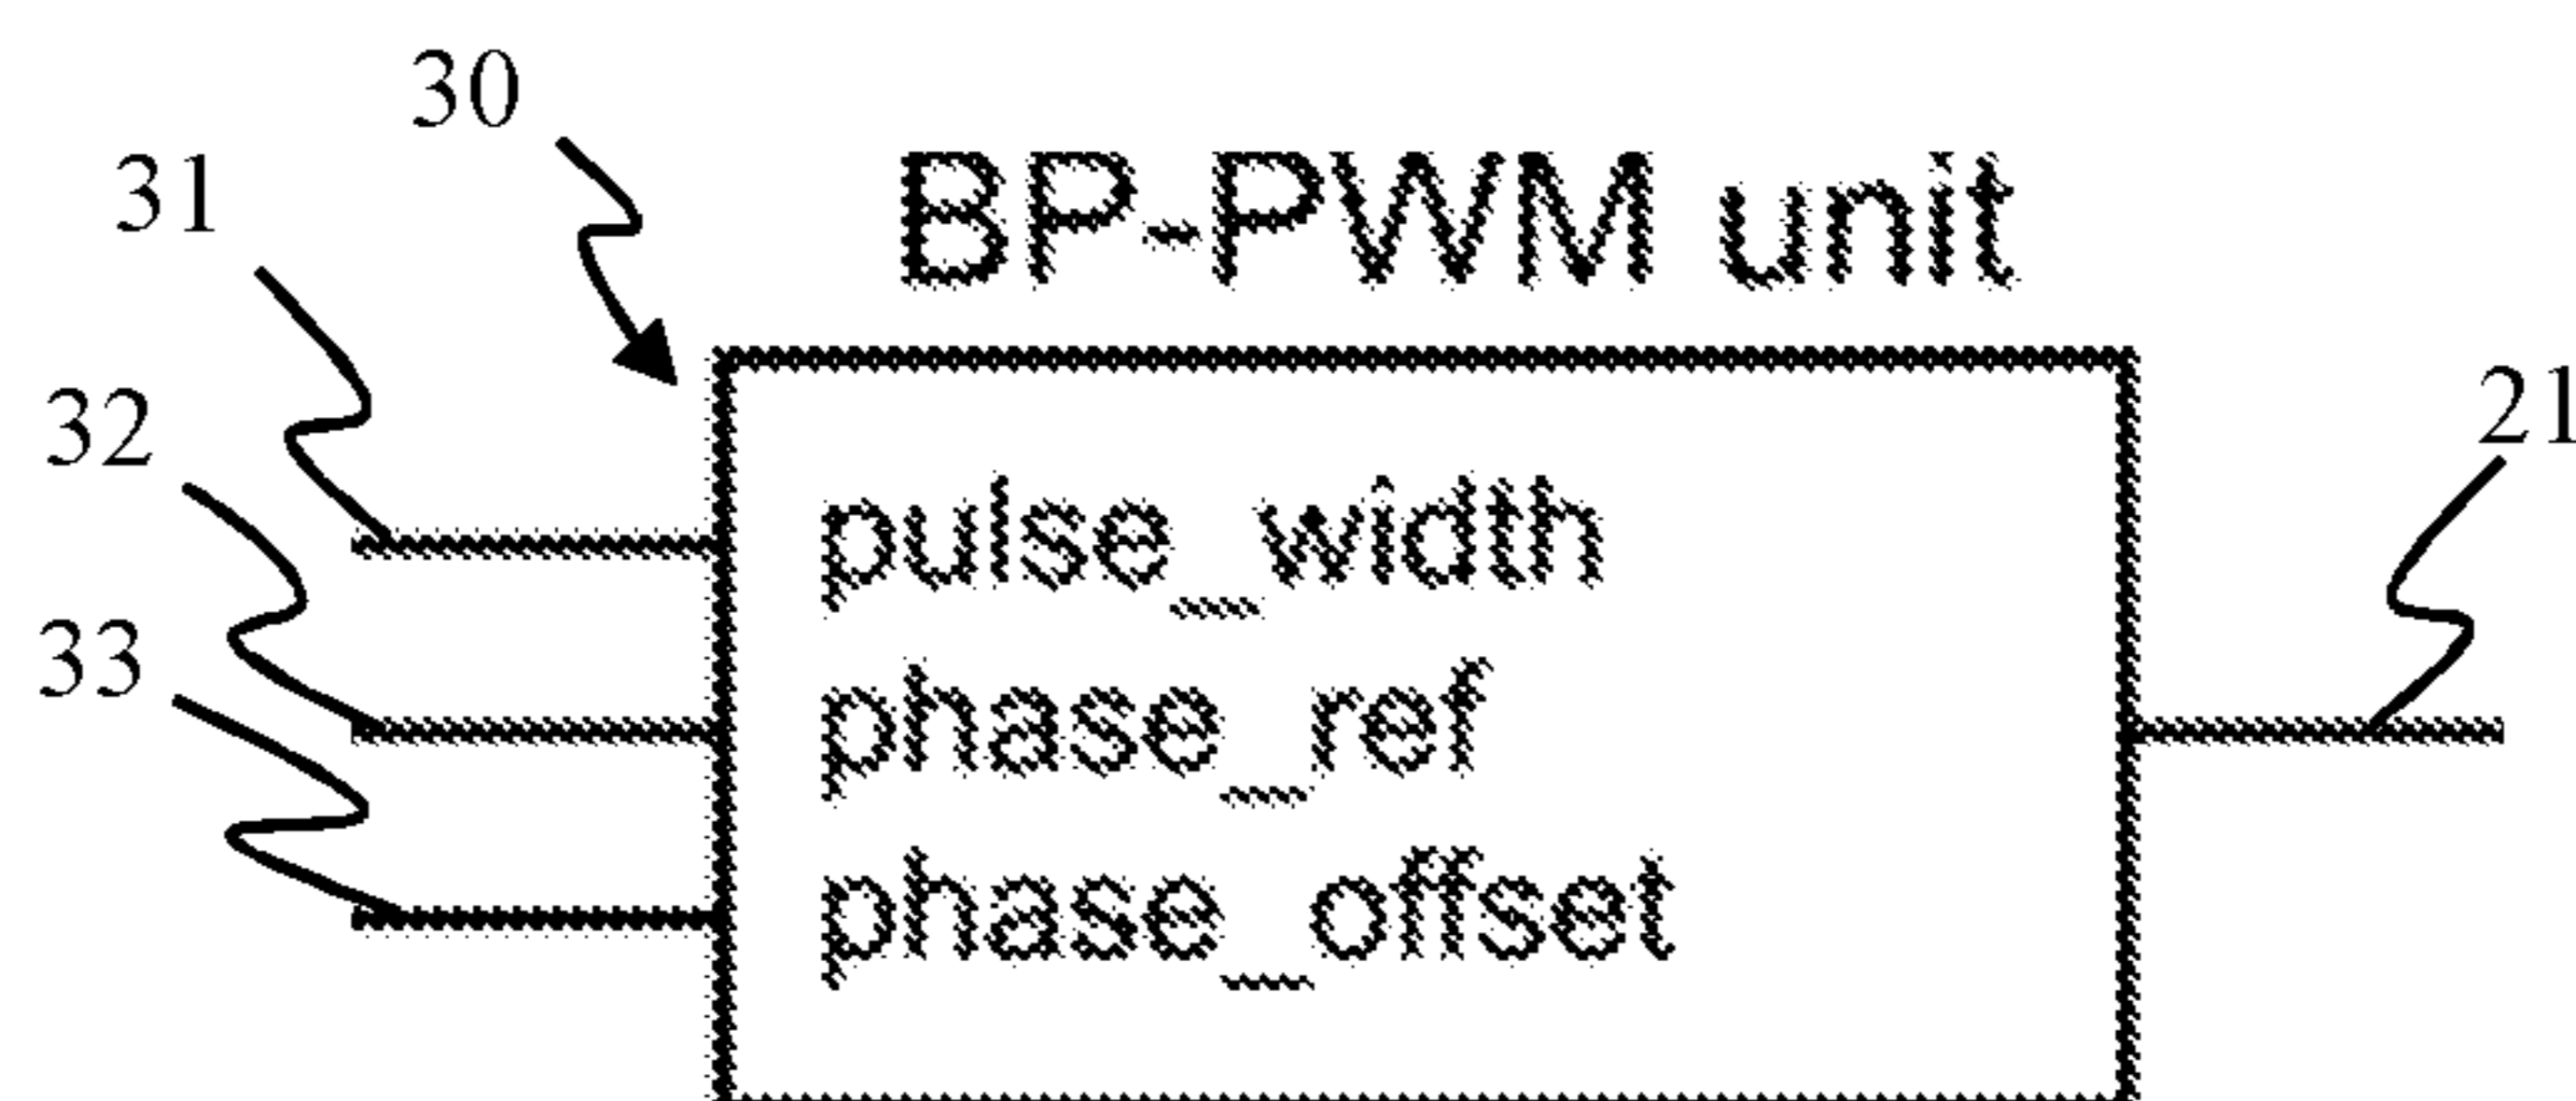 30
31
BP-PWM unit
32
21
pulse_width
33
phase_ref
phase_offset